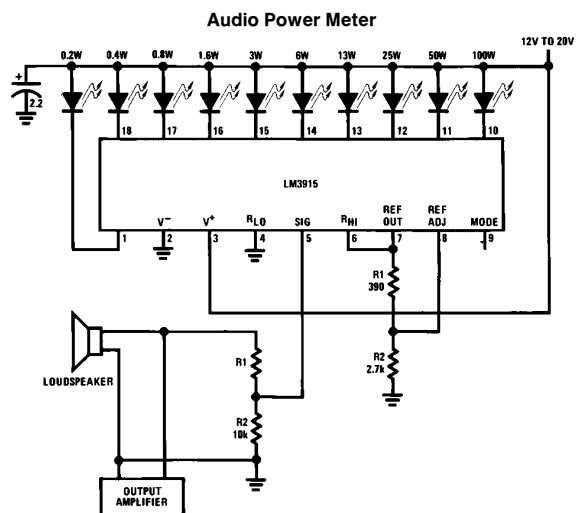 Audio Power Meter
12V TO 20V
0.2W 0.4W 0.8W 1.6W 3W 6W 13W 25W 50W 100W
+
2.2
18 17 16 15 14 13 12 11 10
LM3915
V− V+ RLO SIG RHI REF OUT REF ADJ MODE
1 2 3 4 5 6 7 8 9
R1
390
R2
2.7k
LOUDSPEAKER
R1
R2
10k
OUTPUT
AMPLIFIER